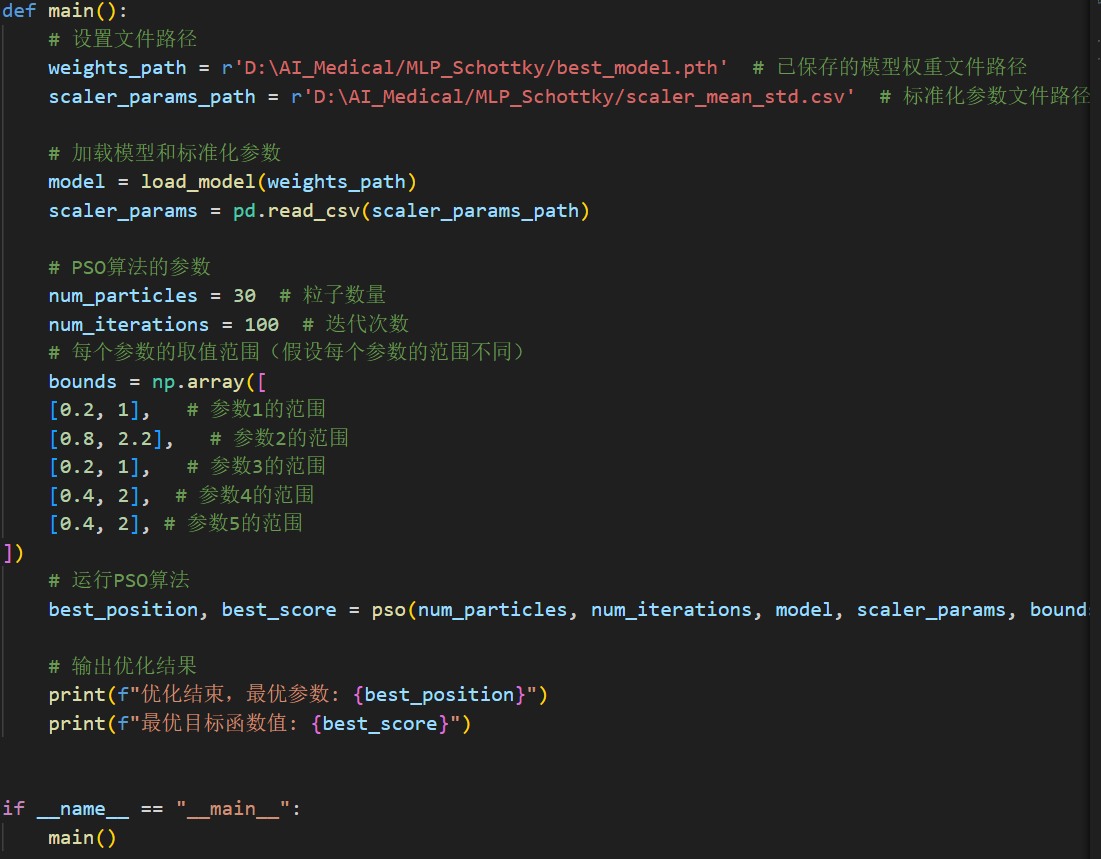 def main():
    # 设置文件路径
    weights_path = r'D:\AI_Medical/MLP_Schottky/best_model.pth'  # 已保存的模型权重文件路径
    scaler_params_path = r'D:\AI_Medical/MLP_Schottky/scaler_mean_std.csv'  # 标准化参数文件路径
    # 加载模型和标准化参数
    model = load_model(weights_path)
    scaler_params = pd.read_csv(scaler_params_path)
    # PSO算法的参数
    num_particles = 30  # 粒子数量
    num_iterations = 100  # 迭代次数
    # 每个参数的取值范围（假设每个参数的范围不同）
    bounds = np.array([
    [0.2, 1],   # 参数1的范围
    [0.8, 2.2],   # 参数2的范围
    [0.2, 1],   # 参数3的范围
    [0.4, 2],  # 参数4的范围
    [0.4, 2], # 参数5的范围
])
    # 运行PSO算法
    best_position, best_score = pso(num_particles, num_iterations, model, scaler_params, bound
    # 输出优化结果
    print(f"优化结束，最优参数: {best_position}")
    print(f"最优目标函数值: {best_score}")
if __name__ == "__main__":
    main()